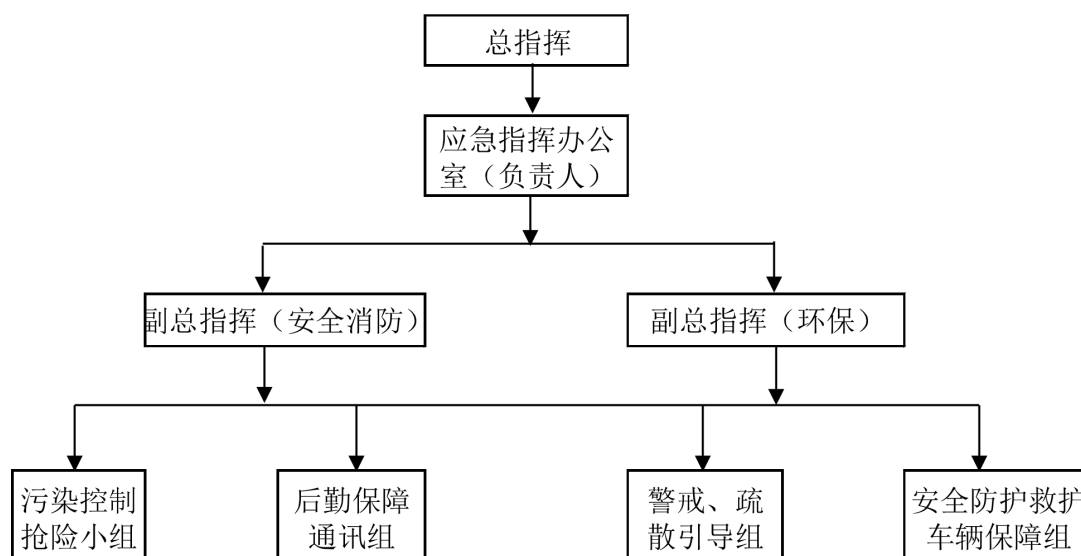 总指挥
应急指挥办公
室（负责人）
副总指挥（安全消防）
副总指挥（环保）
污染控制
抢险小组
后勤保障
通讯组
警戒、疏
散引导组
安全防护救护
车辆保障组